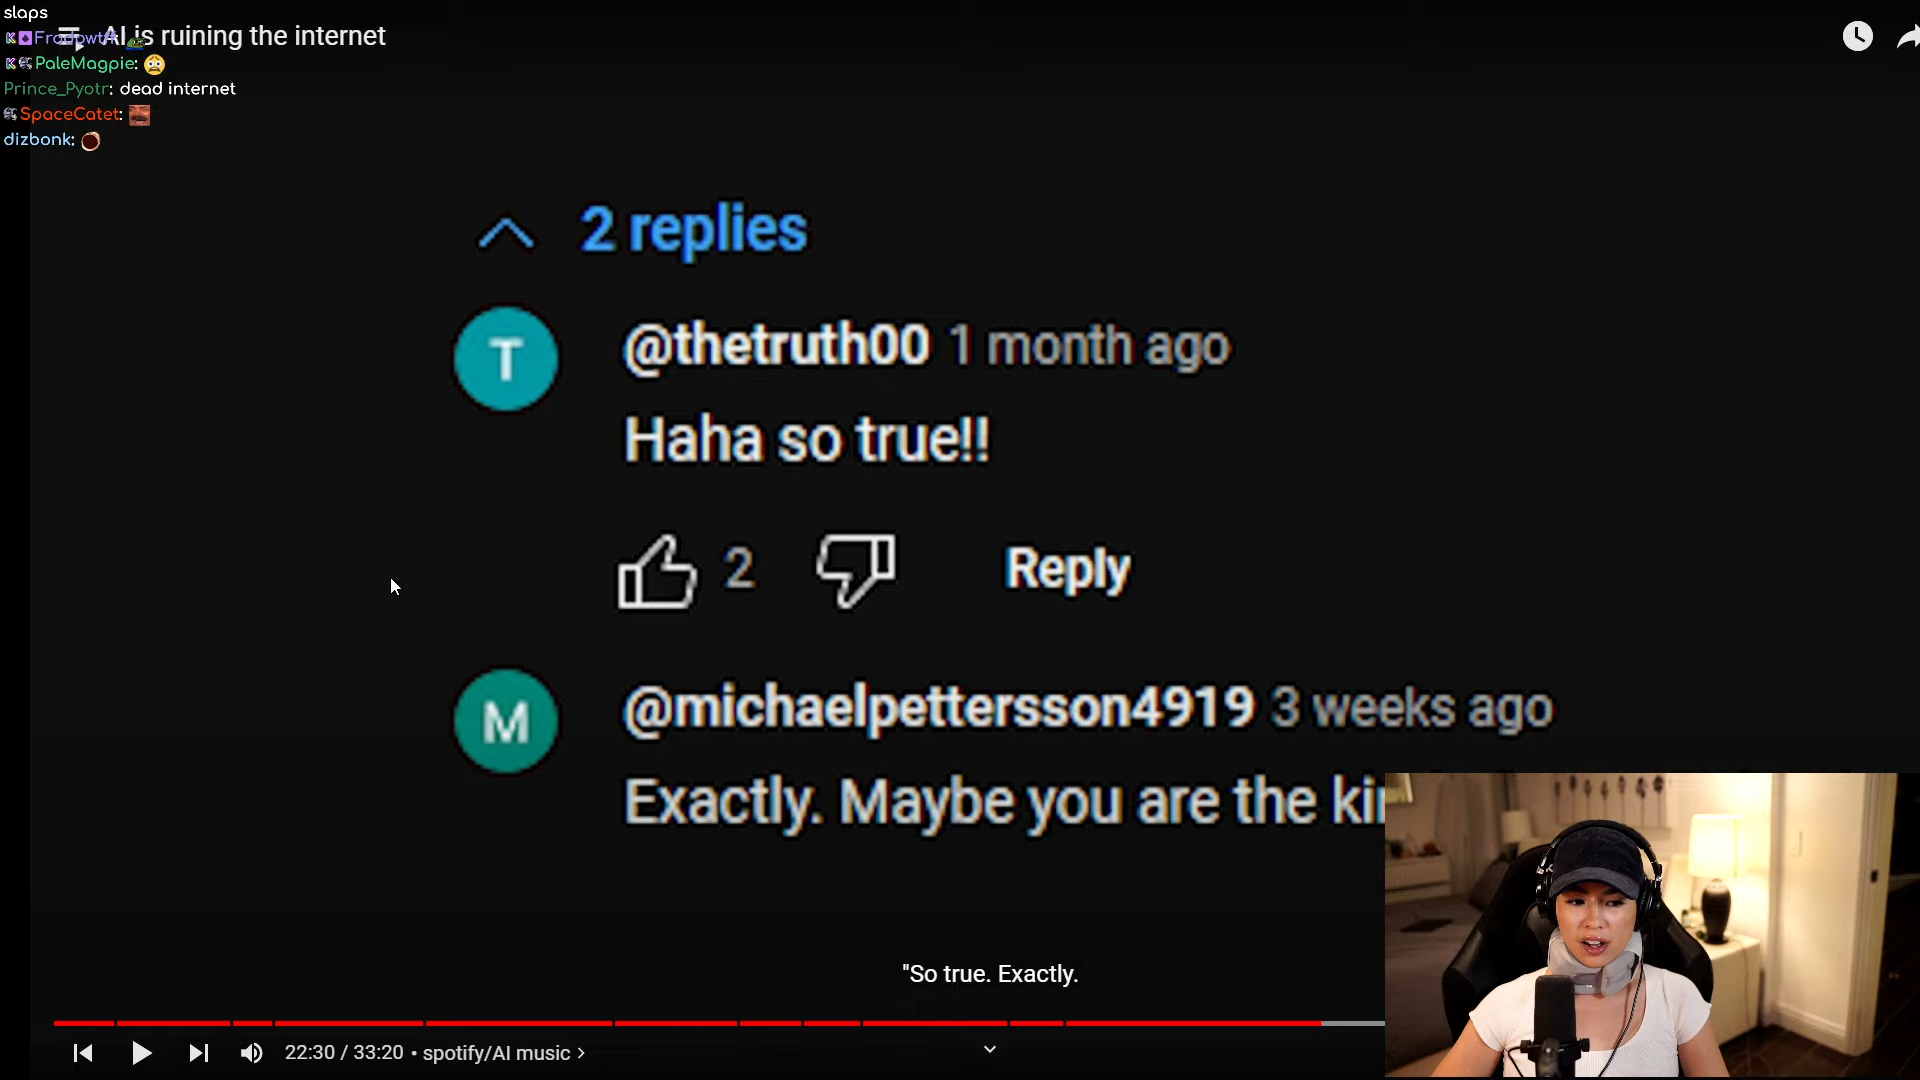 slaps
AI is ruining the internet
Frodowtf
PaleMagpie:
Prince_Pyotr: dead internet
SpaceCatet:
dizbonk:
2 replies
T
@thetruth00 1 month ago
Haha so true!!
2
Reply
M
@michaelpettersson4919 3 weeks ago
Exactly. Maybe you are the
"So true. Exactly.
22:30 / 33:20 • spotify/AI music >